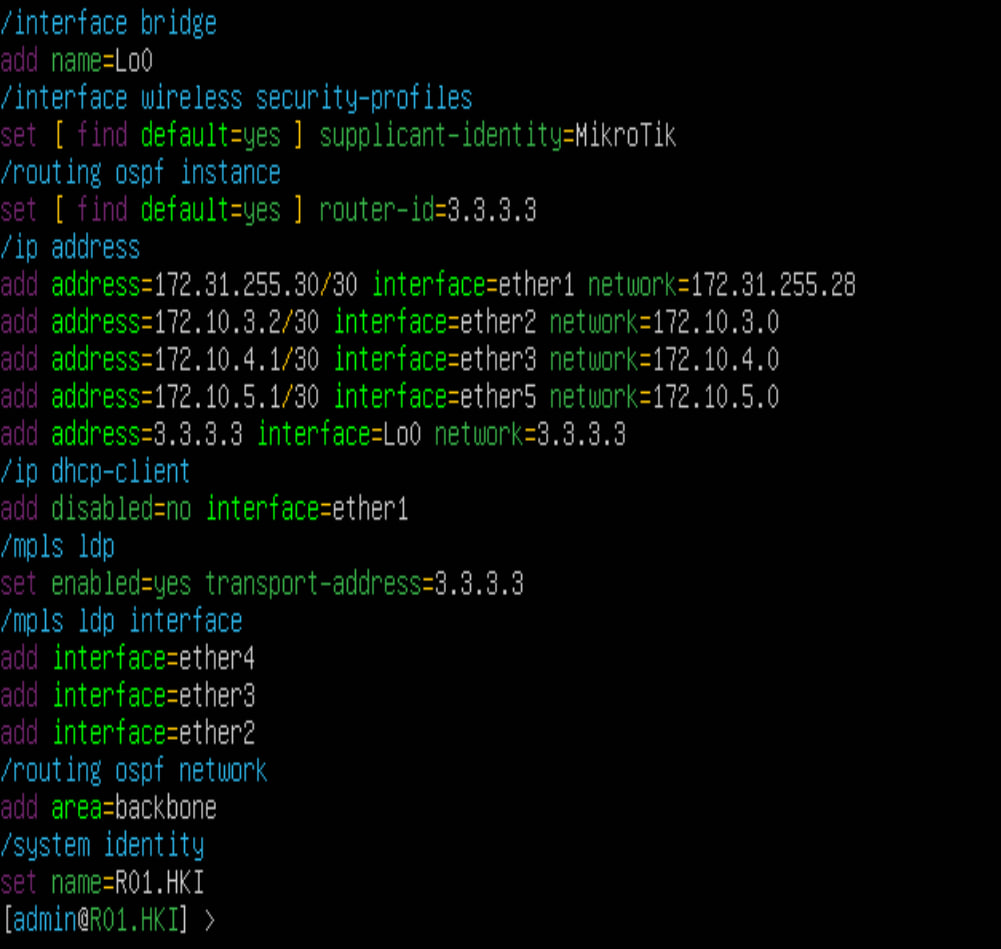 /interface bridge
add name=Lo0
/interface wireless security-profiles
set [ find default=yes ] supplicant-identity=MikroTik
/routing ospf instance
set [ find default=yes ] router-id=3.3.3.3
/ip address
add address=172.31.255.30/30 interface=ether1 network=172.31.255.28
add address=172.10.3.2/30 interface=ether2 network=172.10.3.0
add address=172.10.4.1/30 interface=ether3 network=172.10.4.0
add address=172.10.5.1/30 interface=ether5 network=172.10.5.0
add address=3.3.3.3 interface=Lo0 network=3.3.3.3
/ip dhcp-client
add disabled=no interface=ether1
/mpls ldp
set enabled=yes transport-address=3.3.3.3
/mpls ldp interface
add interface=ether4
add interface=ether3
add interface=ether2
/routing ospf network
add area=backbone
/system identity
set name=R01.HKI
[admin@R01.HKI] >